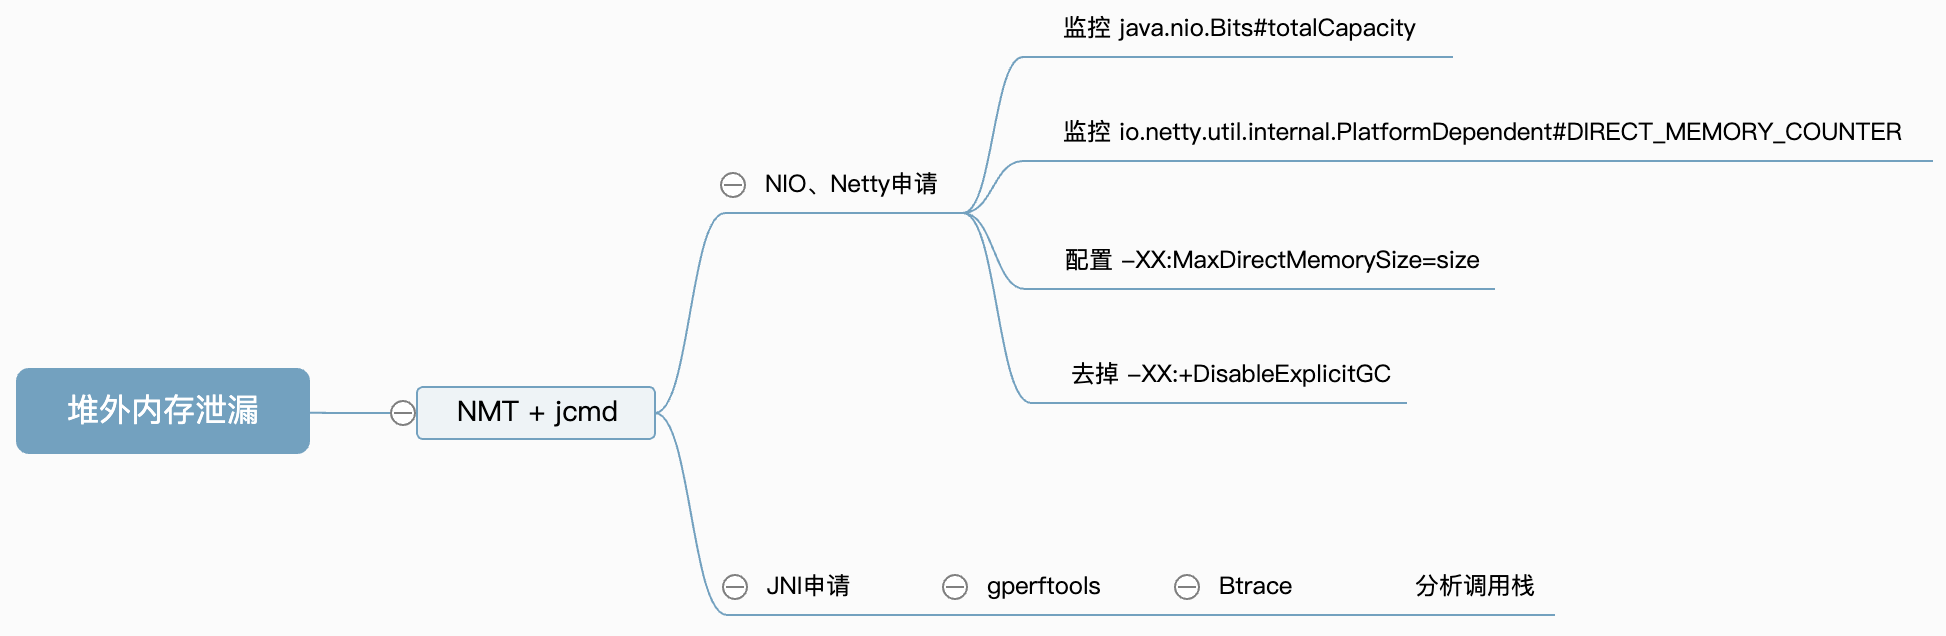 监控 java.nio.Bits#totalCapacity
监控 io.netty.util.internal.PlatformDependent#DIRECT_MEMORY_COUNTER
NIO、Netty申请
配置 -XX:MaxDirectMemorySize=size
去掉 -XX:+DisableExplicitGC
堆外内存泄漏
NMT + jcmd
JNI申请
gperftools
Btrace
分析调用栈